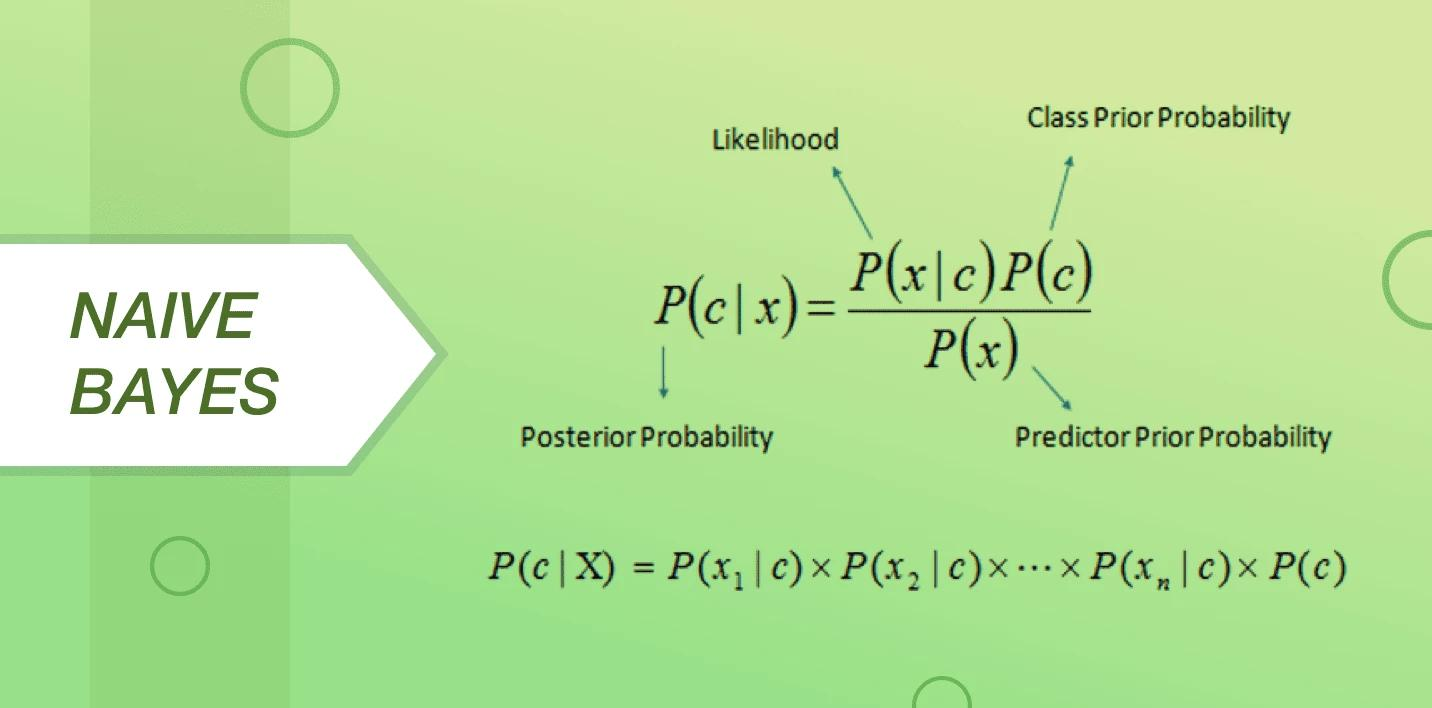 NAIVE
BAYES
Likelihood
Class Prior Probability
P(c | x) = P(x | c) P(c) / P(x)
Posterior Probability
Predictor Prior Probability
P(c | X) = P(x₁ | c) × P(x₂ | c) × ··· × P(xₙ | c) × P(c)